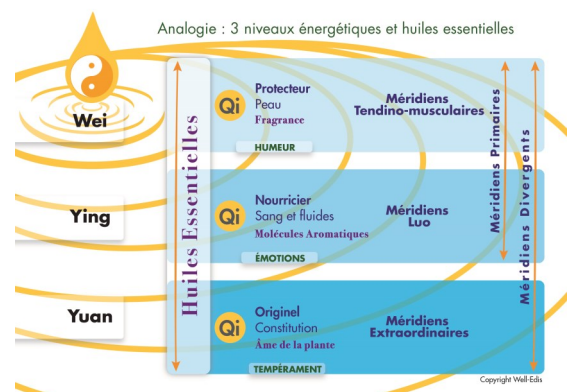 Analogie : 3 niveaux énergétiques et huiles essentielles
Wei
Qi
Protecteur
Peau
Fragrance
HUMEUR
Méridiens
Tendino-musculaires
Ying
Qi
Nourricier
Sang et fluides
Molécules Aromatiques
ÉMOTIONS
Méridiens
Luo
Yuan
Qi
Originel
Constitution
Âme de la plante
TEMPÉRAMENT
Méridiens
Extraordinaires
Huiles Essentielles
Méridiens Primaires
Méridiens Divergents
Copyright Well-Edis